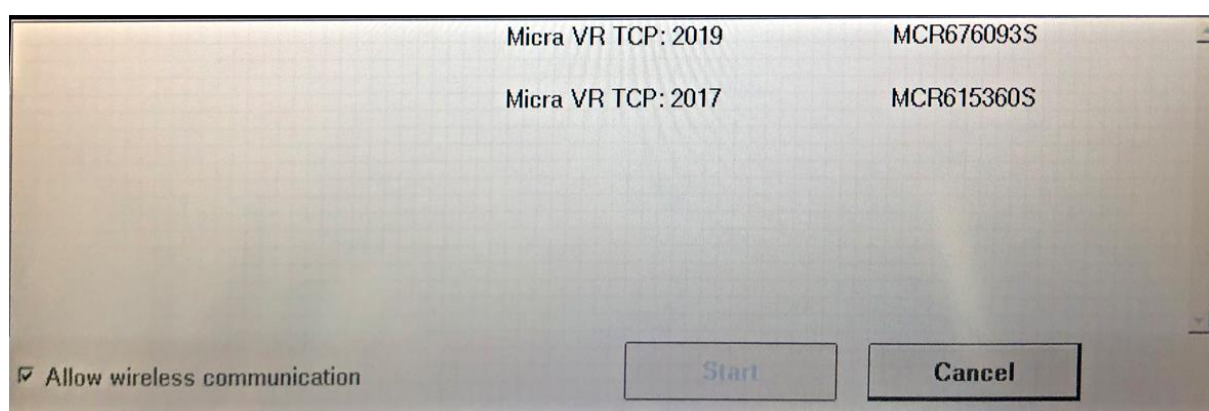 Micra VR TCP: 2019 MCR676093S
Micra VR TCP: 2017 MCR615360S
Allow wireless communication Start Cancel